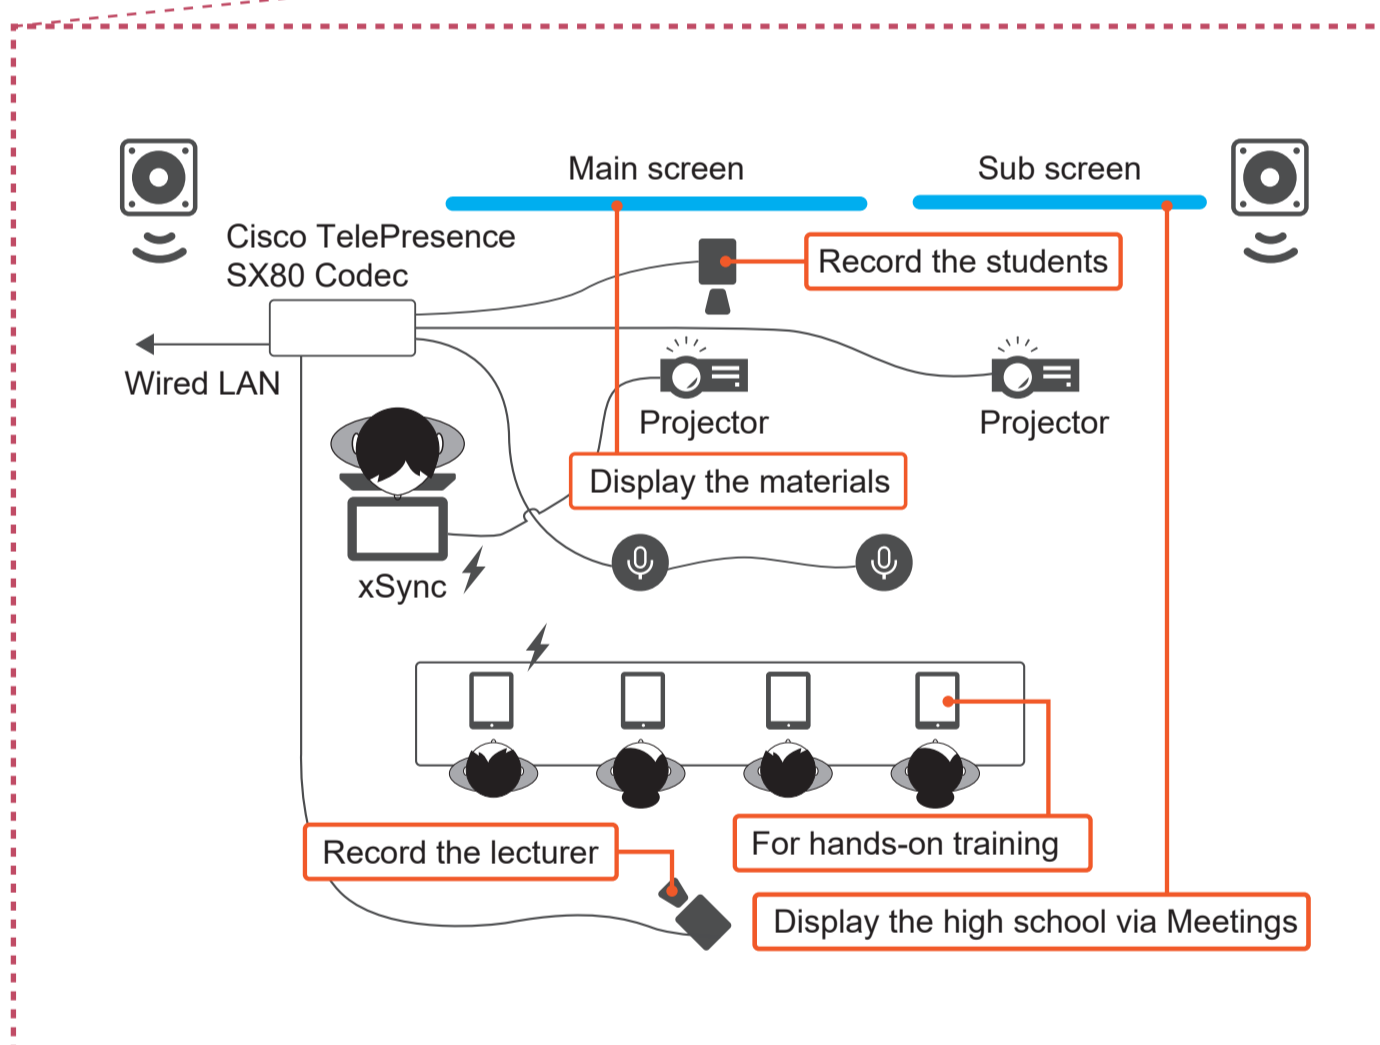 Main screen
Sub screen
Cisco TelePresence
SX80 Codec
Record the students
Wired LAN
Projector
Projector
Display the materials
xSync
Record the lecturer
For hands-on training
Display the high school via Meetings